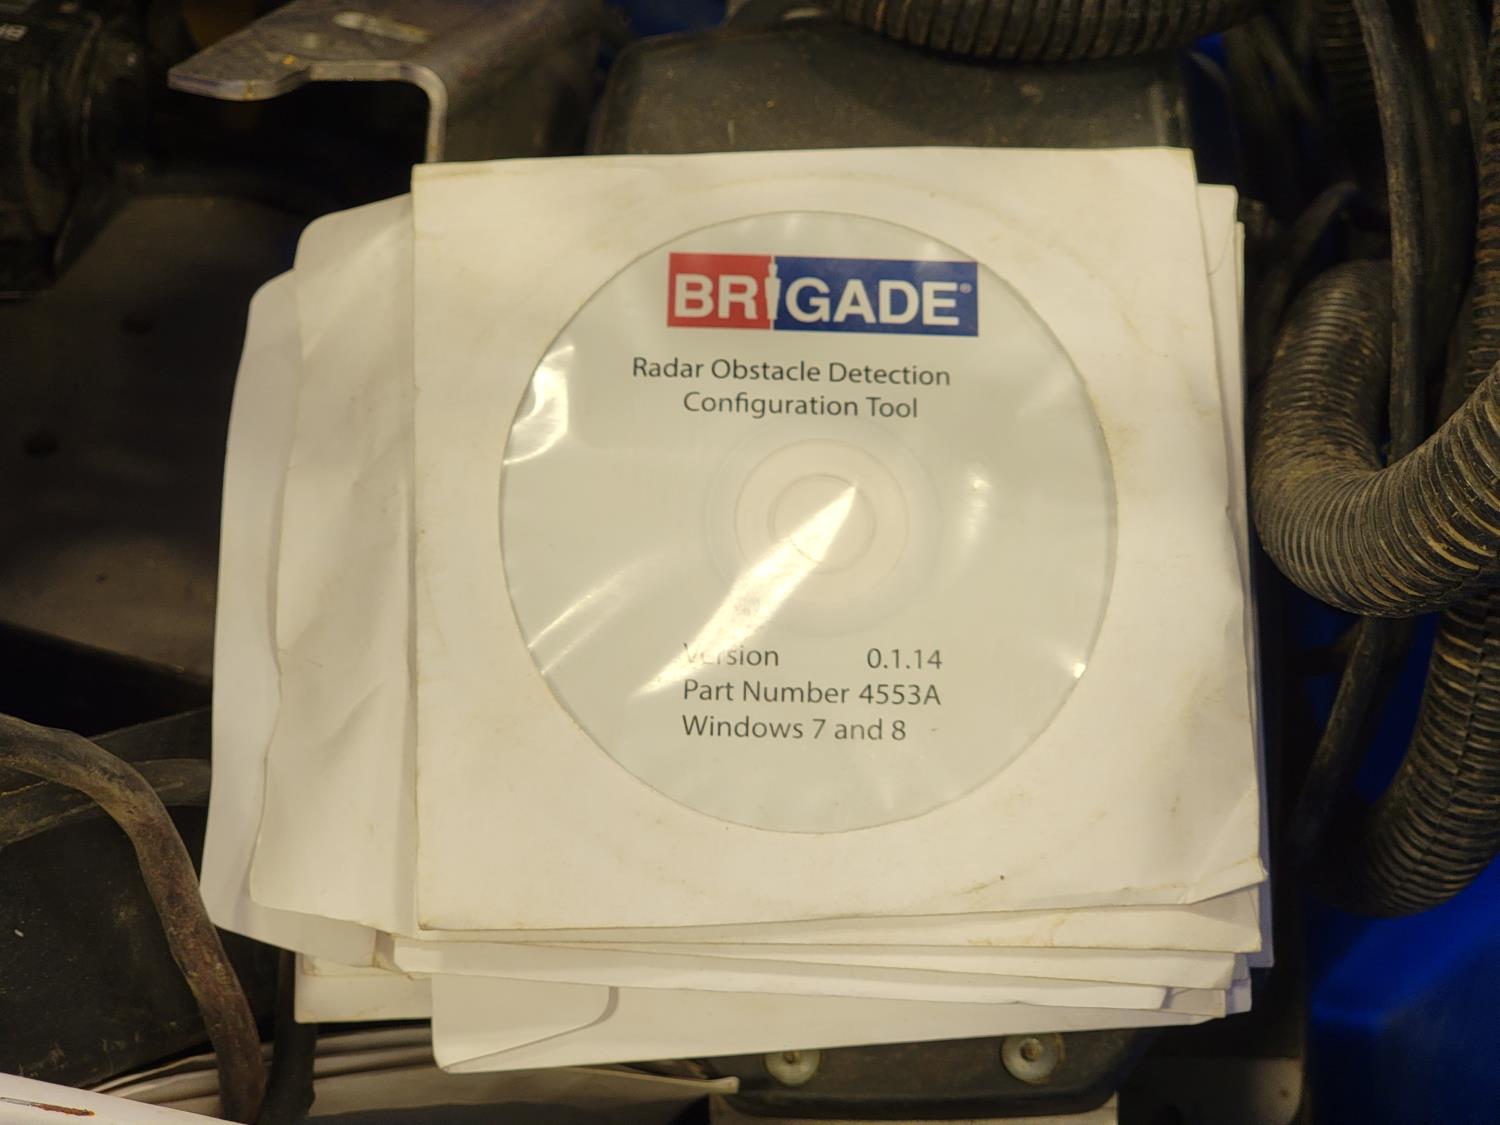 BRIGADE®
Radar Obstacle Detection
Configuration Tool
Version 0.1.14
Part Number 4553A
Windows 7 and 8